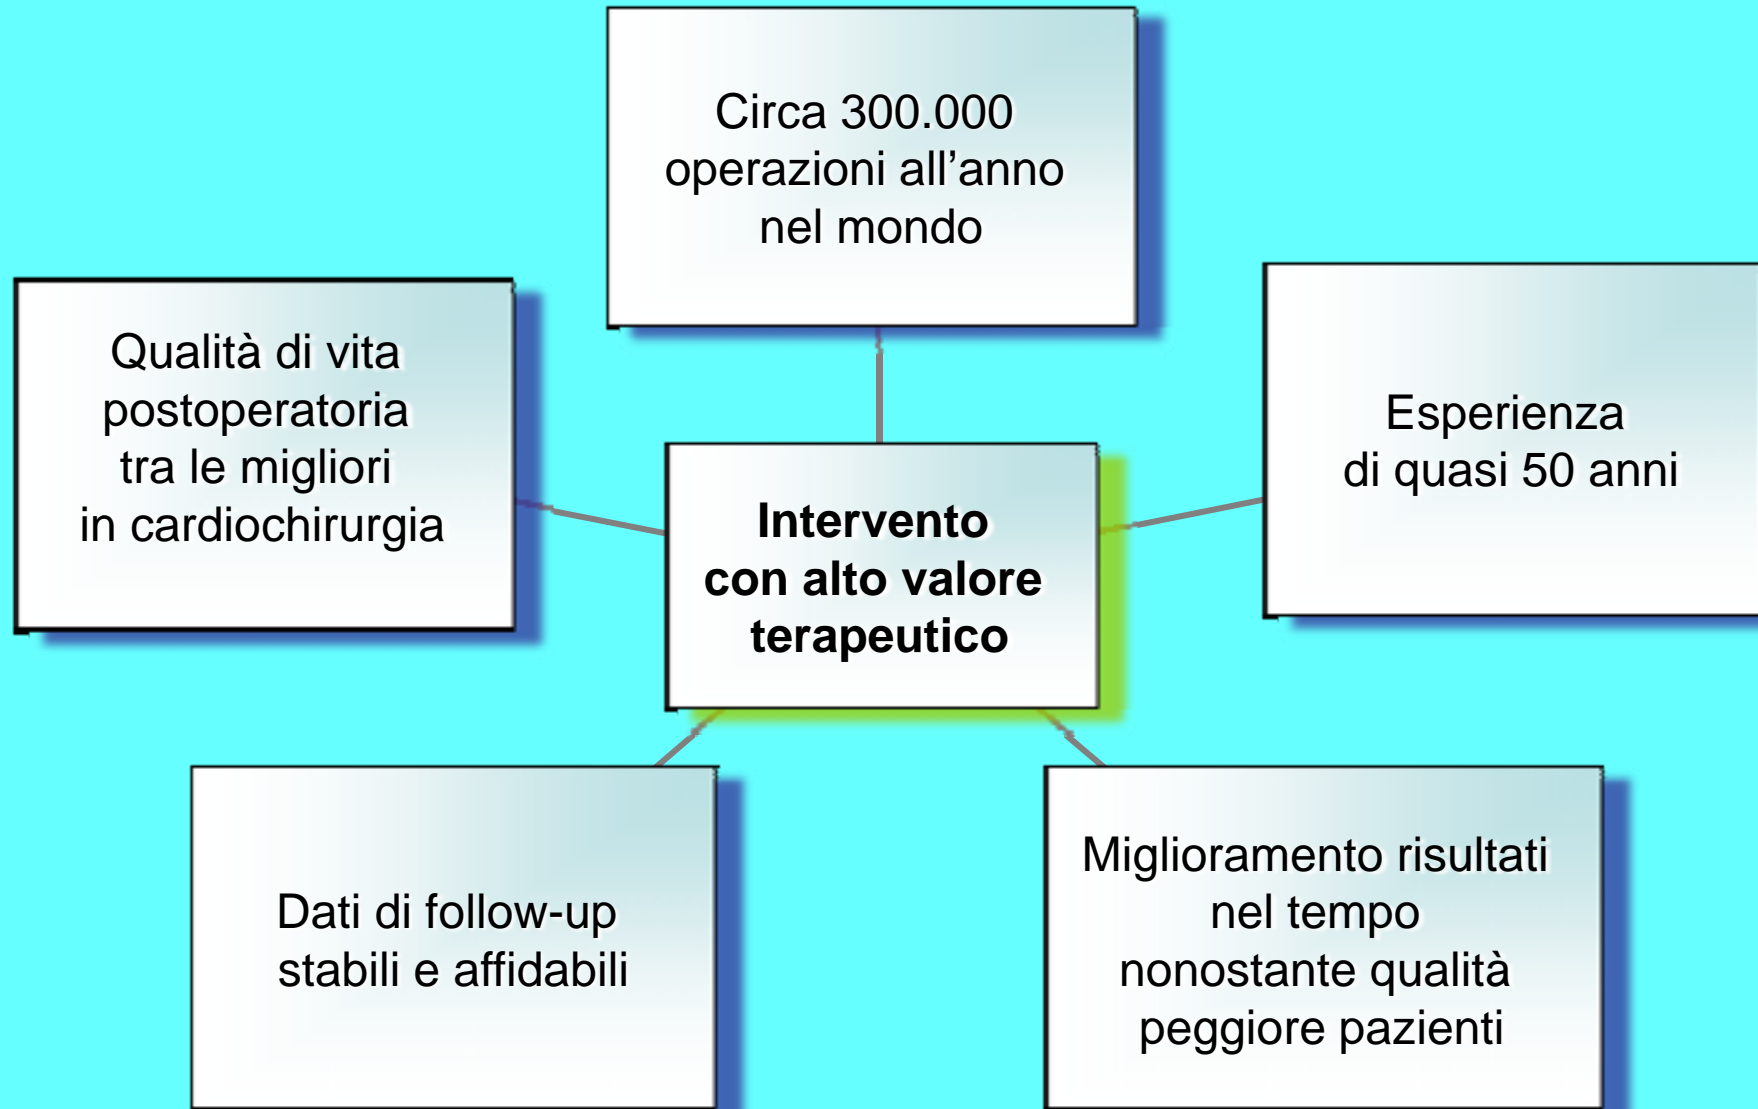 Circa 300.000
operazioni all'anno
nel mondo
Qualità di vita
postoperatoria
tra le migliori
in cardiochirurgia
Esperienza
di quasi 50 anni
Intervento
con alto valore
terapeutico
Dati di follow-up
stabili e affidabili
Miglioramento risultati
nel tempo
nonostante qualità
peggiore pazienti